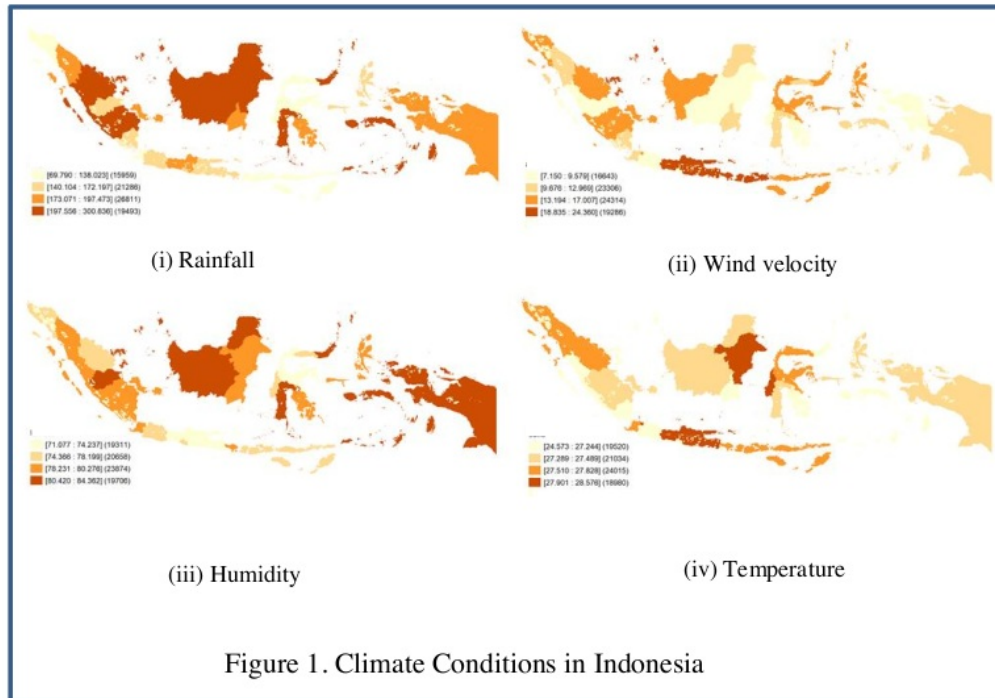 [69.790 : 138.023] (15959)
[140.104 : 172.197] (21286)
[173.071 : 197.473] (26811)
[197.556 : 300.836] (19493)
(i) Rainfall
[7.150 : 9.579] (16643)
[9.676 : 12.969] (23306)
[13.194 : 17.007] (24314)
[18.835 : 24.360] (19286)
(ii) Wind velocity
[71.077 : 74.237] (19311)
[74.366 : 78.199] (20658)
[78.231 : 80.276] (23874)
[80.420 : 84.362] (19706)
(iii) Humidity
[24.573 : 27.244] (19520)
[27.289 : 27.489] (21034)
[27.510 : 27.828] (24015)
[27.901 : 28.576] (18980)
(iv) Temperature
Figure 1. Climate Conditions in Indonesia